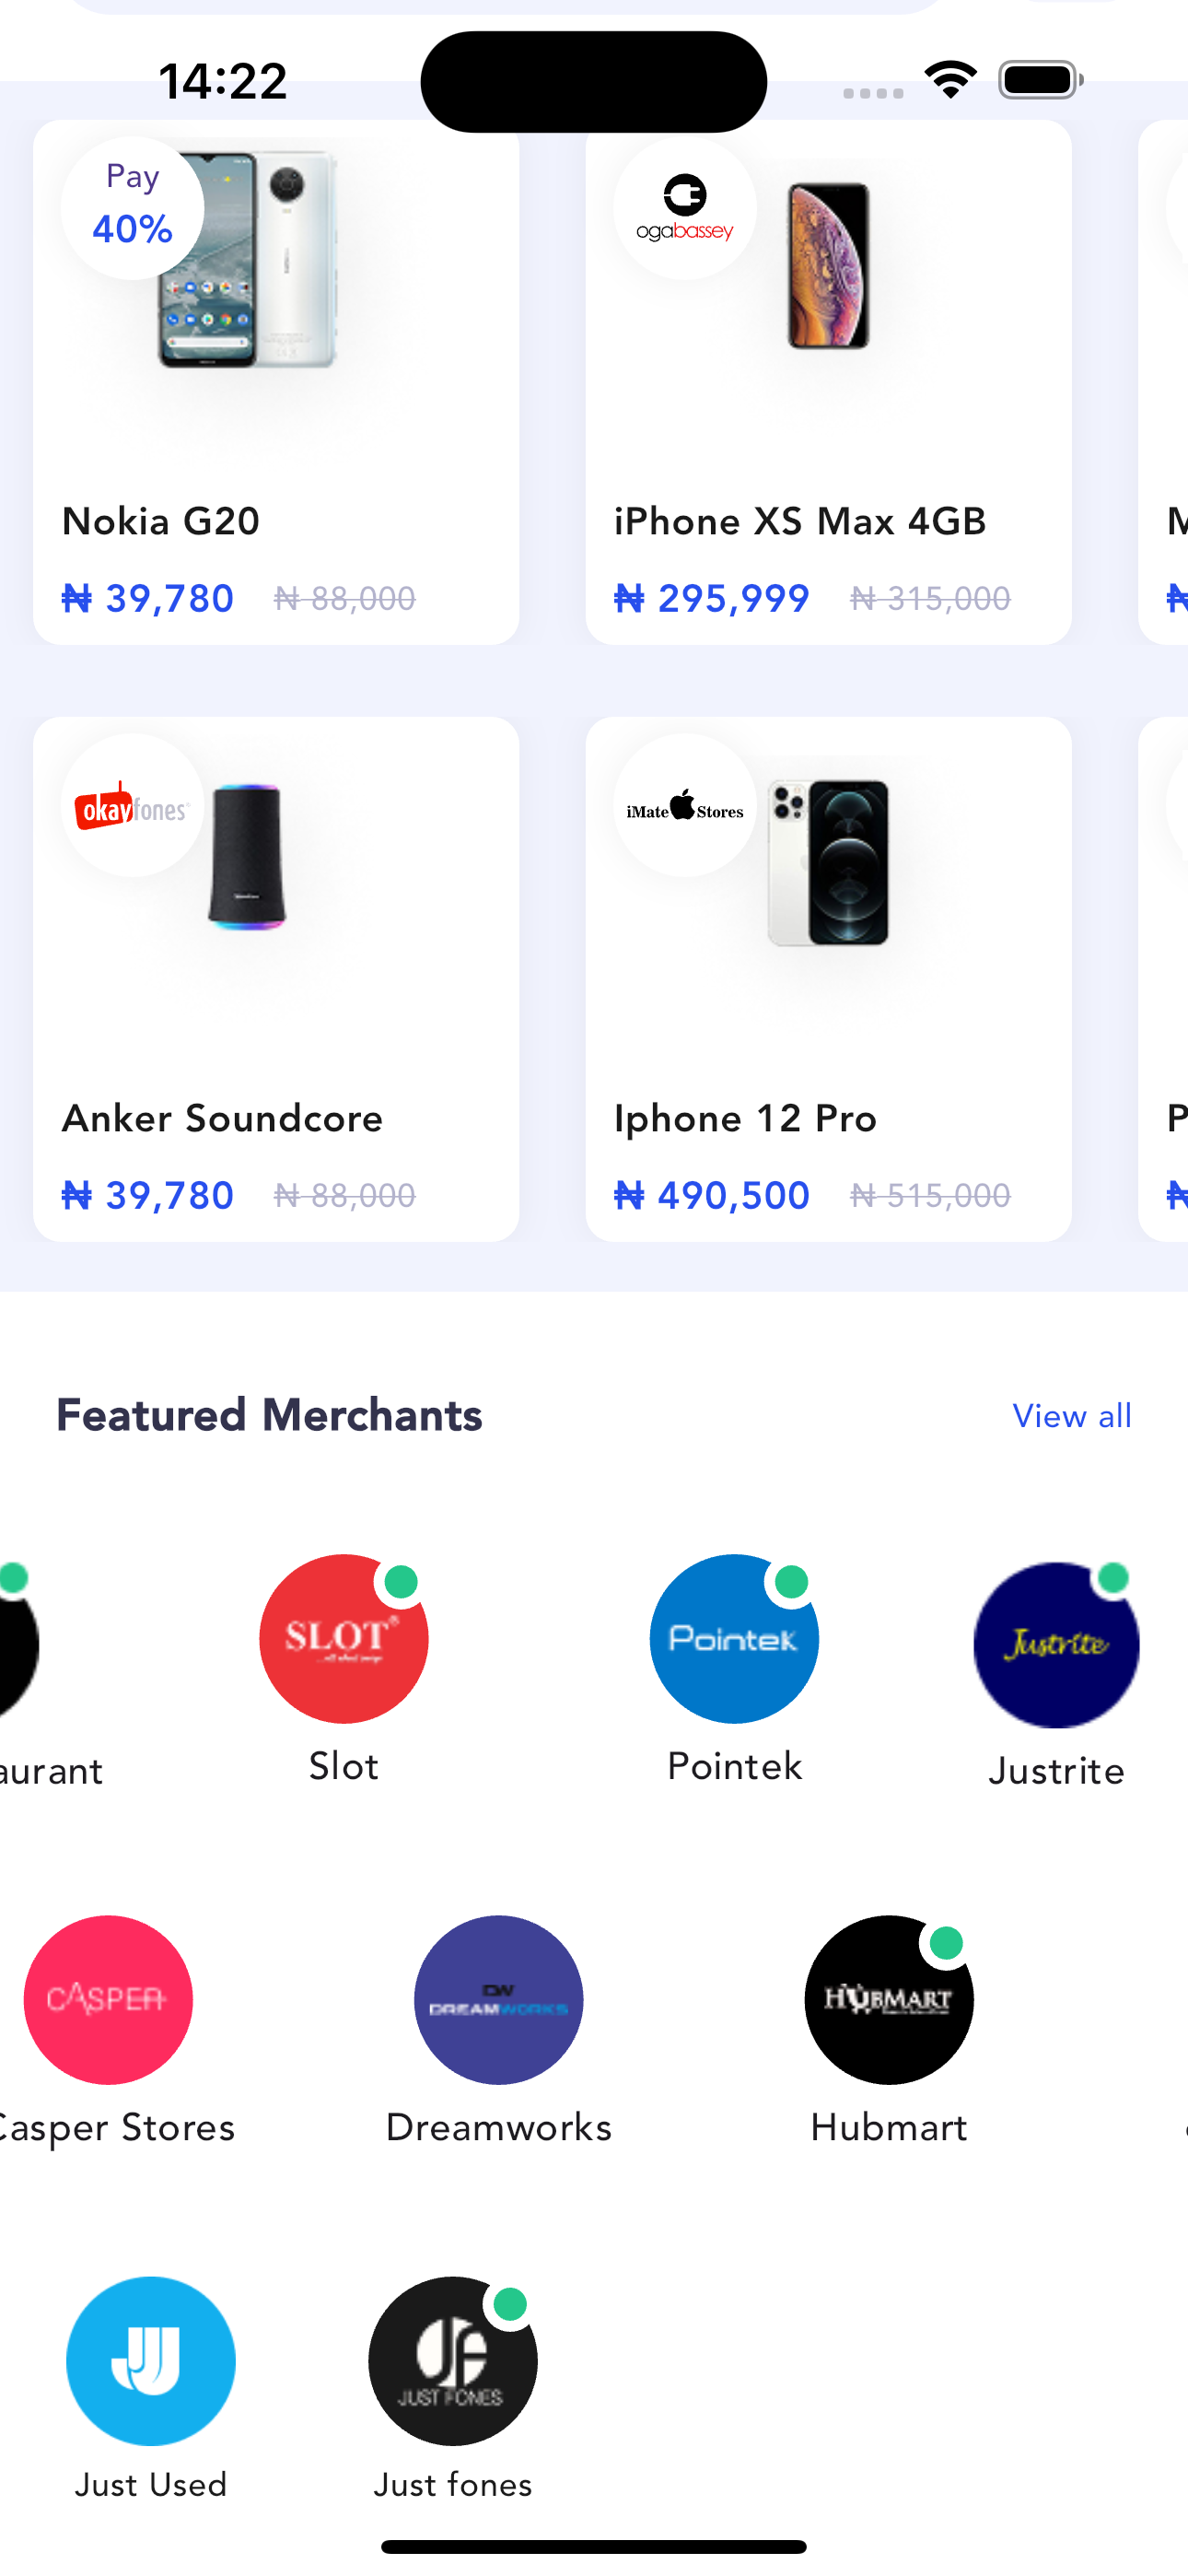 14:22
Pay
40%
ogabassey
Nokia G20
iPhone XS Max 4GB
M
₦ 39,780 ₦ 88,000
₦ 295,999 ₦ 315,000
₦
okayfones
iMate Stores
Anker Soundcore
Iphone 12 Pro
P
₦ 39,780 ₦ 88,000
₦ 490,500 ₦ 515,000
₦
Featured Merchants
View all
SLOT®
Pointek
Justrite
aurant
Slot
Pointek
Justrite
CASPER
DW
DREAMWORKS
HUBMART
Casper Stores
Dreamworks
Hubmart
JF
JUST FONES
Just Used
Just fones